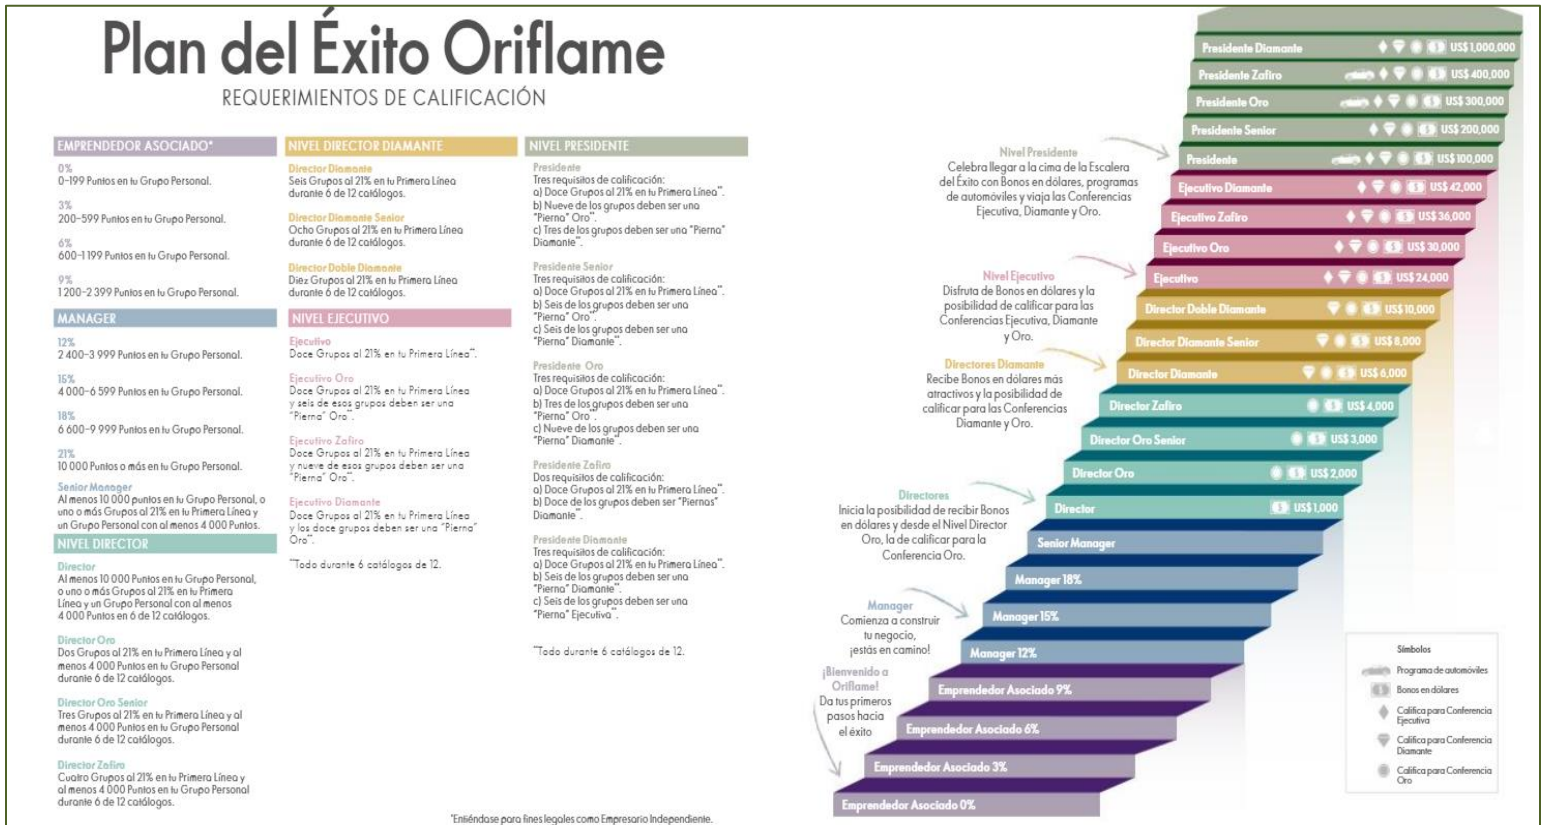 Plan del Éxito Oriflame
REQUERIMIENTOS DE CALIFICACIÓN
EMPRENDEDOR ASOCIADO*
0%
0-199 Puntos en tu Grupo Personal.
3%
200-599 Puntos en tu Grupo Personal.
6%
600-1199 Puntos en tu Grupo Personal.
9%
1200-2399 Puntos en tu Grupo Personal.
MANAGER
12%
2 400-3 999 Puntos en tu Grupo Personal.
15%
4 000-6 599 Puntos en tu Grupo Personal.
18%
6 600-9 999 Puntos en tu Grupo Personal.
21%
10 000 Puntos o más en tu Grupo Personal.
Senior Manager
Al menos 10 000 puntos en tu Grupo Personal, o
uno o más Grupos al 21% en tu Primera Línea y
un Grupo Personal con al menos 4 000 Puntos.
NIVEL DIRECTOR
Director
Al menos 10 000 Puntos en tu Grupo Personal,
o uno o más Grupos al 21% en tu Primera
Línea y un Grupo Personal con al menos
4 000 Puntos en 6 de 12 catálogos.
Director Oro
Dos Grupos al 21% en tu Primera Línea y al
menos 4 000 Puntos en tu Grupo Personal
durante 6 de 12 catálogos.
Director Oro Senior
Tres Grupos al 21% en tu Primera Línea y al
menos 4 000 Puntos en tu Grupo Personal
durante 6 de 12 catálogos.
Director Zafiro
Cuatro Grupos al 21% en tu Primera Línea y
al menos 4 000 Puntos en tu Grupo Personal
durante 6 de 12 catálogos.
NIVEL DIRECTOR DIAMANTE
Director Diamante
Seis Grupos al 21% en tu Primera Línea
durante 6 de 12 catálogos.
Director Diamante Senior
Ocho Grupos al 21% en tu Primera Línea
durante 6 de 12 catálogos.
Director Doble Diamante
Diez Grupos al 21% en tu Primera Línea
durante 6 de 12 catálogos.
NIVEL EJECUTIVO
Ejecutivo
Doce Grupos al 21% en tu Primera Línea**.
Ejecutivo Oro
Doce Grupos al 21% en tu Primera Línea
y seis de esos grupos deben ser una
"Pierna" Oro**.
Ejecutivo Zafiro
Doce Grupos al 21% en tu Primera Línea
y nueve de esos grupos deben ser una
"Pierna" Oro**.
Ejecutivo Diamante
Doce Grupos al 21% en tu Primera Línea
y los doce grupos deben ser una "Pierna"
Oro**.
**Todo durante 6 catálogos de 12.
NIVEL PRESIDENTE
Presidente
Tres requisitos de calificación:
a) Doce Grupos al 21% en tu Primera Línea**.
b) Nueve de los grupos deben ser una
"Pierna" Oro**.
c) Tres de los grupos deben ser una "Pierna"
Diamante**.
Presidente Senior
Tres requisitos de calificación:
a) Doce Grupos al 21% en tu Primera Línea**.
b) Seis de los grupos deben ser una
"Pierna" Oro**.
c) Seis de los grupos deben ser una
"Pierna" Diamante**.
Presidente Oro
Tres requisitos de calificación:
a) Doce Grupos al 21% en tu Primera Línea**.
b) Tres de los grupos deben ser una
"Pierna" Oro**.
c) Nueve de los grupos deben ser una
"Pierna" Diamante**.
Presidente Zafiro
Dos requisitos de calificación:
a) Doce Grupos al 21% en tu Primera Línea**.
b) Doce de los grupos deben ser "Piernas"
Diamante**.
Presidente Diamante
Tres requisitos de calificación:
a) Doce Grupos al 21% en tu Primera Línea**.
b) Seis de los grupos deben ser una
"Pierna" Diamante**.
c) Seis de los grupos deben ser una
"Pierna" Ejecutiva**.
**Todo durante 6 catálogos de 12.
*Entiéndase para fines legales como Empresario Independiente.
Nivel Presidente
Celebra llegar a la cima de la Escalera
del Éxito con Bonos en dólares, programas
de automóviles y viaja las Conferencias
Ejecutiva, Diamante y Oro.
Nivel Ejecutivo
Disfruta de Bonos en dólares y la
posibilidad de calificar para las
Conferencias Ejecutiva, Diamante
y Oro.
Directores Diamante
Recibe Bonos en dólares más
atractivos y la posibilidad de
calificar para las Conferencias
Diamante y Oro.
Directores
Inicia la posibilidad de recibir Bonos
en dólares y desde el Nivel Director
Oro, la de calificar para la
Conferencia Oro.
Manager
Comienza a construir
tu negocio,
¡estás en camino!
¡Bienvenido a
Oriflame!
Da tus primeros
pasos hacia
el éxito
Presidente Diamante US$ 1,000,000
Presidente Zafiro US$ 400,000
Presidente Oro US$ 300,000
Presidente Senior US$ 200,000
Presidente US$ 100,000
Ejecutivo Diamante US$ 42,000
Ejecutivo Zafiro US$ 36,000
Ejecutivo Oro US$ 30,000
Ejecutivo US$ 24,000
Director Doble Diamante US$ 10,000
Director Diamante Senior US$ 8,000
Director Diamante US$ 6,000
Director Zafiro US$ 4,000
Director Oro Senior US$ 3,000
Director Oro US$ 2,000
Director US$ 1,000
Senior Manager
Manager 18%
Manager 15%
Manager 12%
Emprendedor Asociado 9%
Emprendedor Asociado 6%
Emprendedor Asociado 3%
Emprendedor Asociado 0%
Símbolos
Programa de automóviles
Bonos en dólares
Califica para Conferencia
Ejecutiva
Califica para Conferencia
Diamante
Califica para Conferencia
Oro